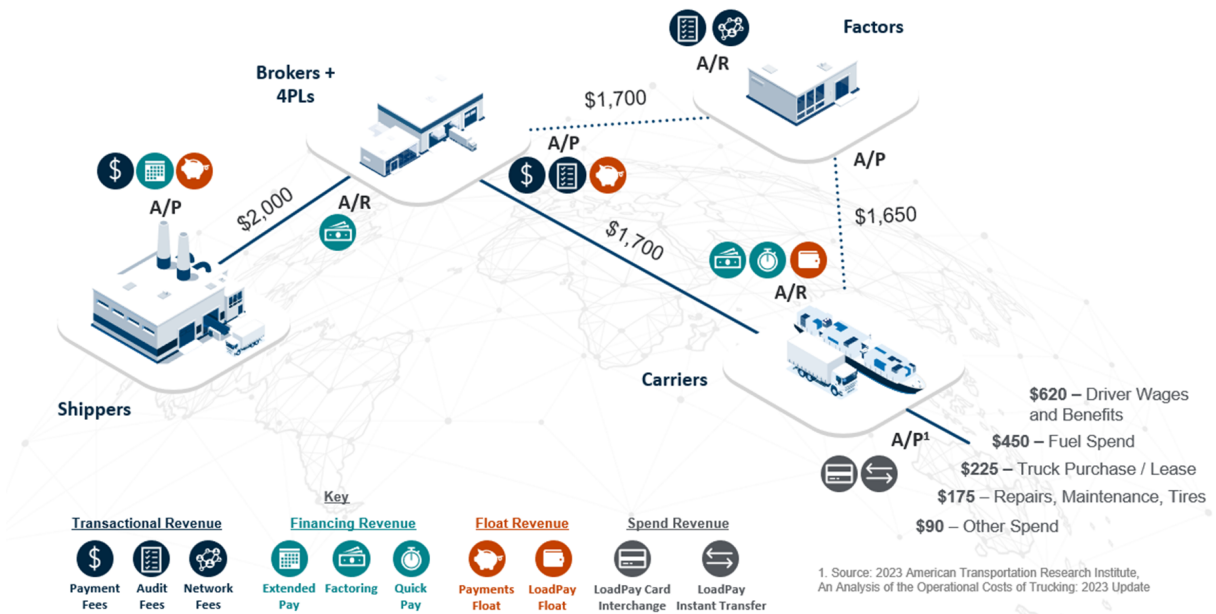 Factors
A/R
Brokers +
4PLs
$1,700
A/P
A/P
$
$
A/P
$2,000
A/R
$1,650
$1,700
A/R
Carriers
Shippers
$620 – Driver Wages
and Benefits
A/P1
$450 – Fuel Spend
$225 – Truck Purchase / Lease
$175 – Repairs, Maintenance, Tires
$90 – Other Spend
Key
Transactional Revenue
Financing Revenue
Float Revenue
Spend Revenue
$
Payment
Fees
Audit
Fees
Network
Fees
Extended
Pay
Factoring
Quick
Pay
Payments
Float
LoadPay
Float
LoadPay Card
Interchange
LoadPay
Instant Transfer
1. Source: 2023 American Transportation Research Institute,
An Analysis of the Operational Costs of Trucking: 2023 Update